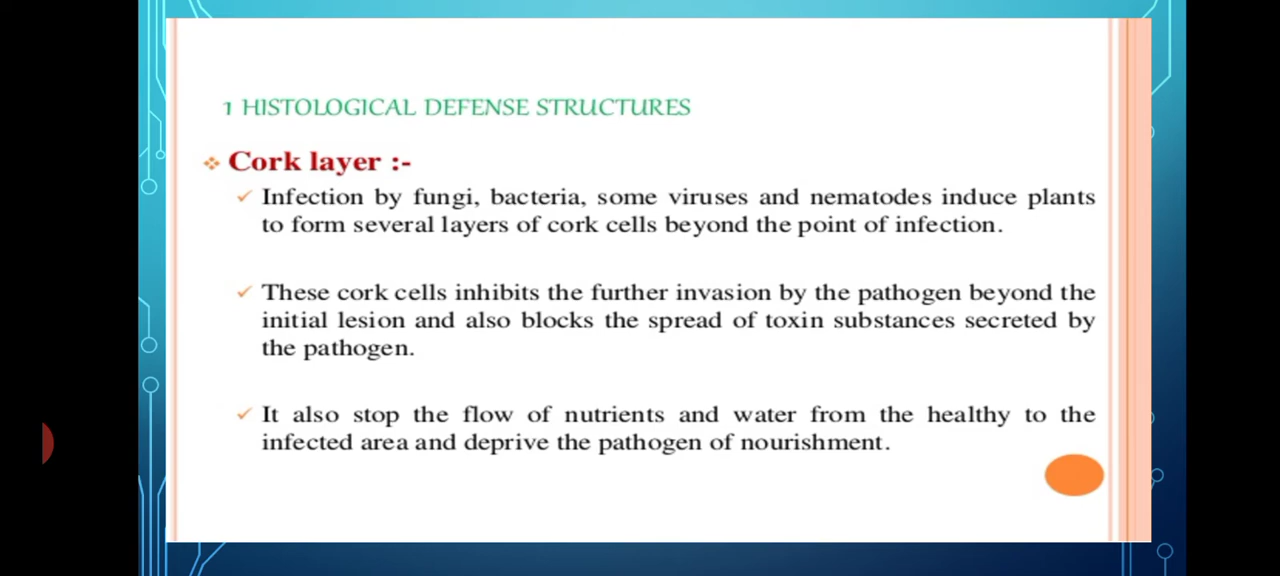 1 HISTOLOGICAL DEFENSE STRUCTURES
Cork layer :-
Infection by fungi, bacteria, some viruses and nematodes induce plants
to form several layers of cork cells beyond the point of infection.
These cork cells inhibits the further invasion by the pathogen beyond the
initial lesion and also blocks the spread of toxin substances secreted by
the pathogen.
It also stop the flow of nutrients and water from the healthy to the
infected area and deprive the pathogen of nourishment.